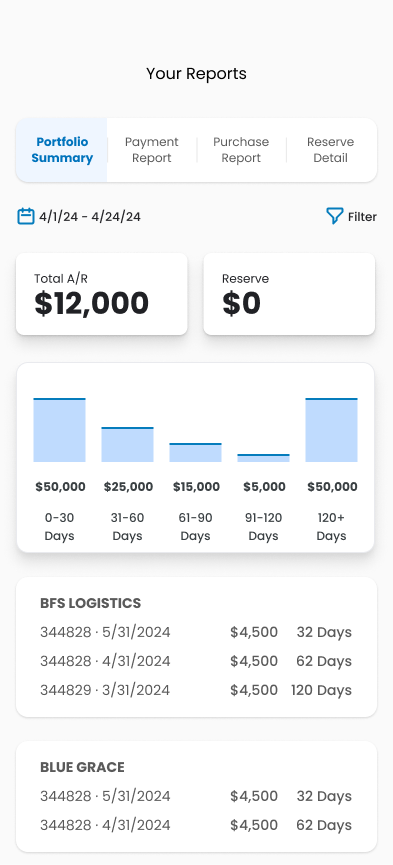 Your Reports
Portfolio Summary
Payment Report
Purchase Report
Reserve Detail
4/1/24 - 4/24/24
Filter
Total A/R
$12,000
Reserve
$0
$50,000 $25,000 $15,000 $5,000 $50,000
0-30 Days
31-60 Days
61-90 Days
91-120 Days
120+ Days
BFS LOGISTICS
344828 · 5/31/2024 $4,500 32 Days
344828 · 4/31/2024 $4,500 62 Days
344829 · 3/31/2024 $4,500 120 Days
BLUE GRACE
344828 · 5/31/2024 $4,500 32 Days
344828 · 4/31/2024 $4,500 62 Days